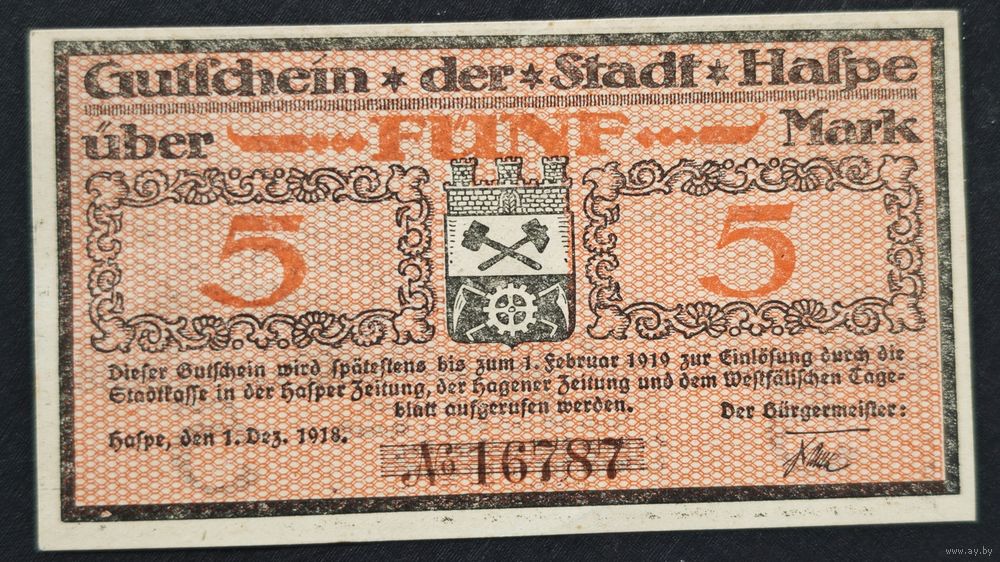 Gutſchein * der * Stadt * Haſpe
über FÜNF Mark
5 5
Dieſer Gutſchein wird ſpäteſtens bis zum 1. Februar 1919 zur Einlöſung durch die
Stadtkaſſe in der Haſper Zeitung, der Hagener Zeitung und dem Weſtfäliſchen Tage-
blatt aufgerufen werden.
Der Bürgermeiſter:
Haſpe, den 1. Dez. 1918.
№ 16787
www.ay.by